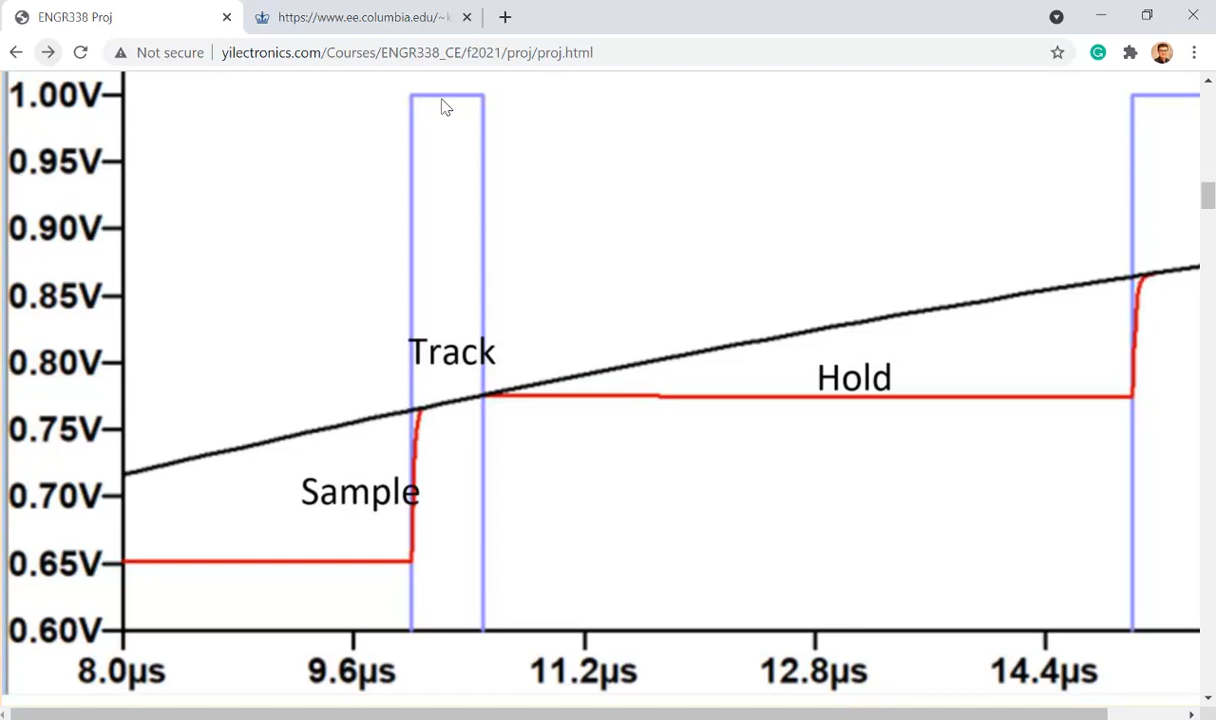 ENGR338 Proj
https://www.ee.columbia.edu/~k
Not secure
yilectronics.com/Courses/ENGR338_CE/f2021/proj/proj.html
1.00V
0.95V
0.90V
0.85V
0.80V
0.75V
0.70V
0.65V
0.60V
Track
Hold
Sample
8.0µs 9.6µs 11.2µs 12.8µs 14.4µs